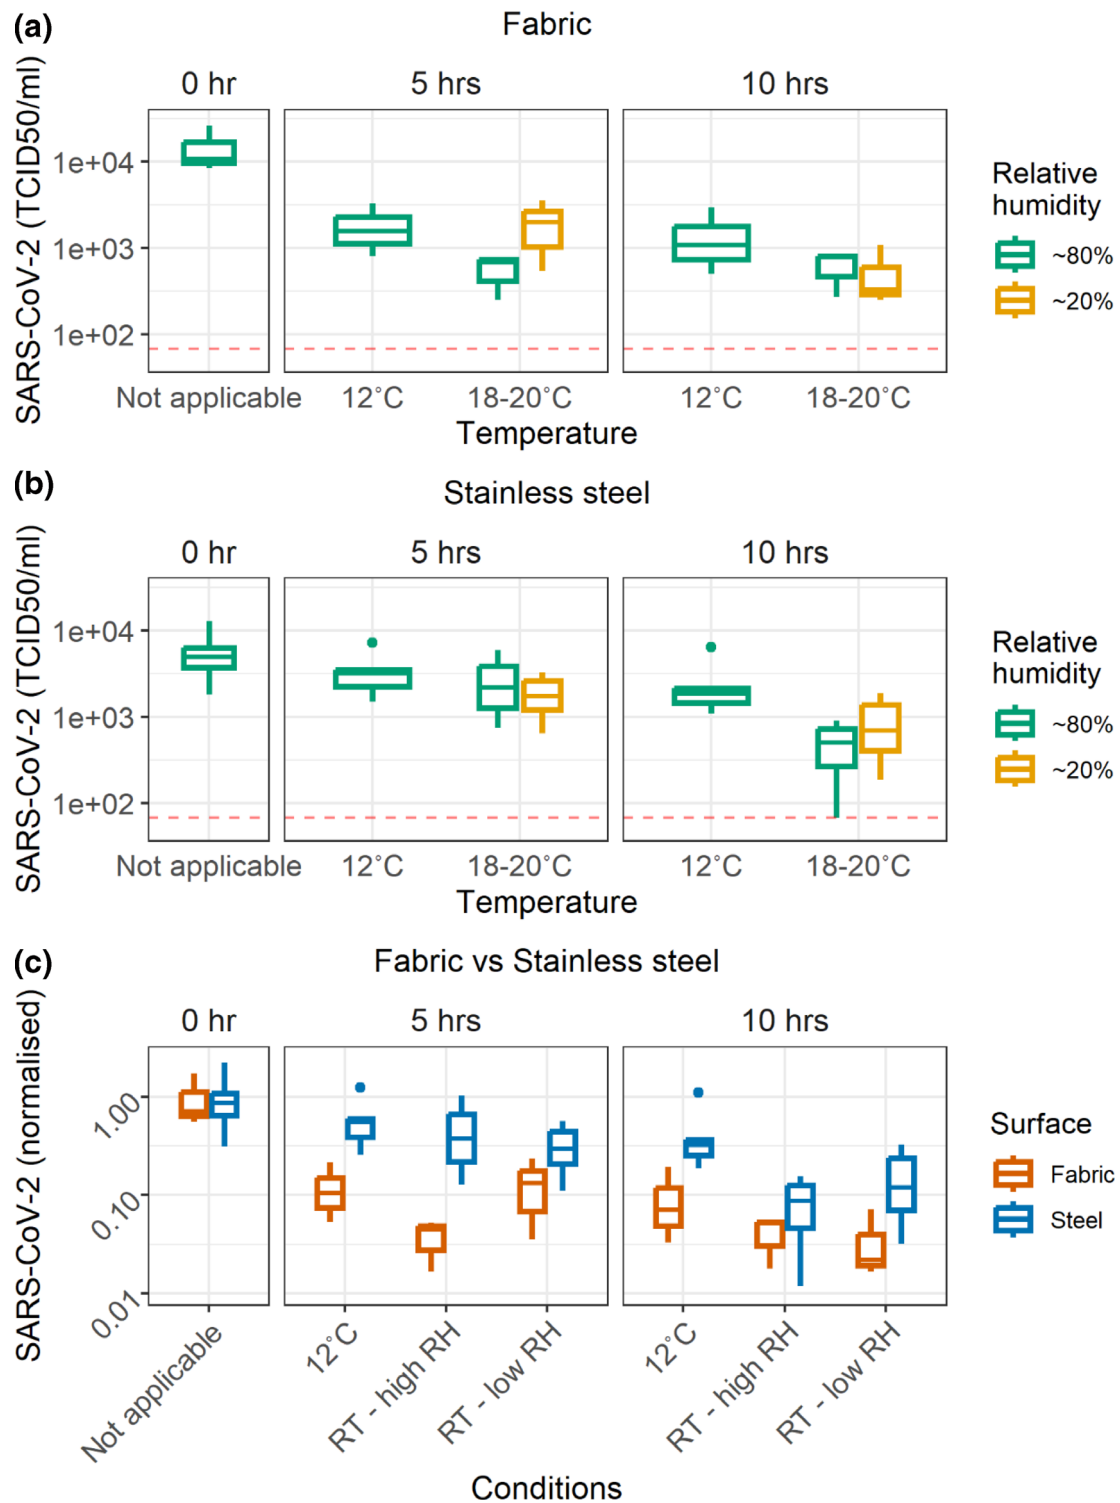 (a)
Fabric
0 hr
5 hrs
10 hrs
SARS-CoV-2 (TCID50/ml)
1e+04
1e+03
1e+02
Not applicable
12°C
18-20°C
12°C
18-20°C
Temperature
Relative
humidity
~80%
~20%
(b)
Stainless steel
0 hr
5 hrs
10 hrs
SARS-CoV-2 (TCID50/ml)
1e+04
1e+03
1e+02
Not applicable
12°C
18-20°C
12°C
18-20°C
Temperature
Relative
humidity
~80%
~20%
(c)
Fabric vs Stainless steel
0 hr
5 hrs
10 hrs
SARS-CoV-2 (normalised)
1.00
0.10
0.01
Not applicable
12°C
RT - high RH
RT - low RH
12°C
RT - high RH
RT - low RH
Conditions
Surface
Fabric
Steel